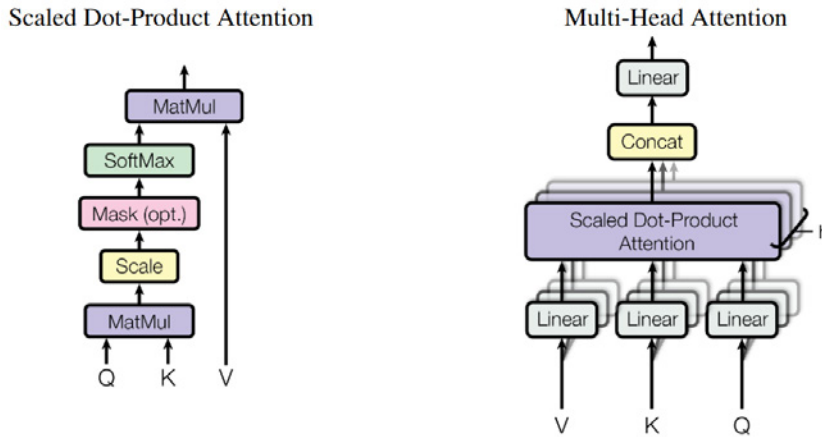 Scaled Dot-Product Attention
MatMul
SoftMax
Mask (opt.)
Scale
MatMul
Q K V
Multi-Head Attention
Linear
Concat
Scaled Dot-Product
Attention
Linear Linear Linear
V K Q